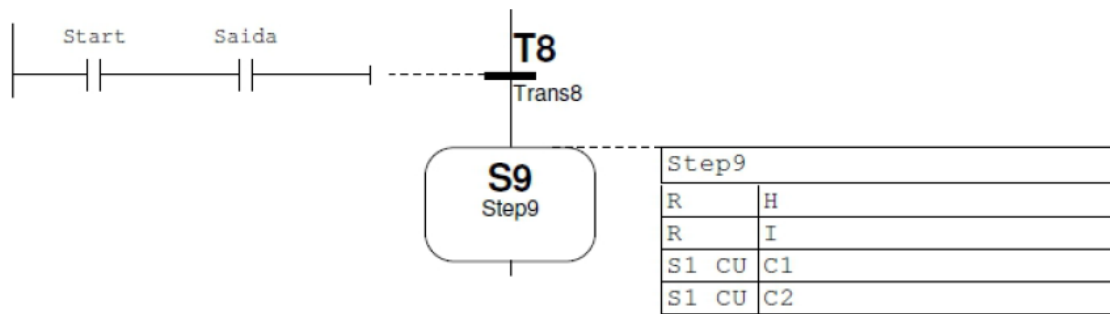 Start Saida
T8
Trans8
S9
Step9
Step9
R H
R I
S1 CU C1
S1 CU C2